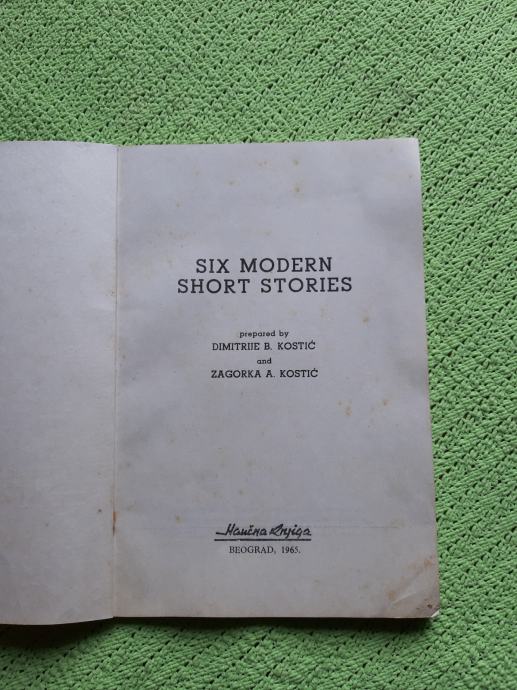 SIX MODERN
SHORT STORIES
prepared by
DIMITRIJE B. KOSTIĆ
and
ZAGORKA A. KOSTIĆ
Naučna Knjiga
BEOGRAD, 1965.